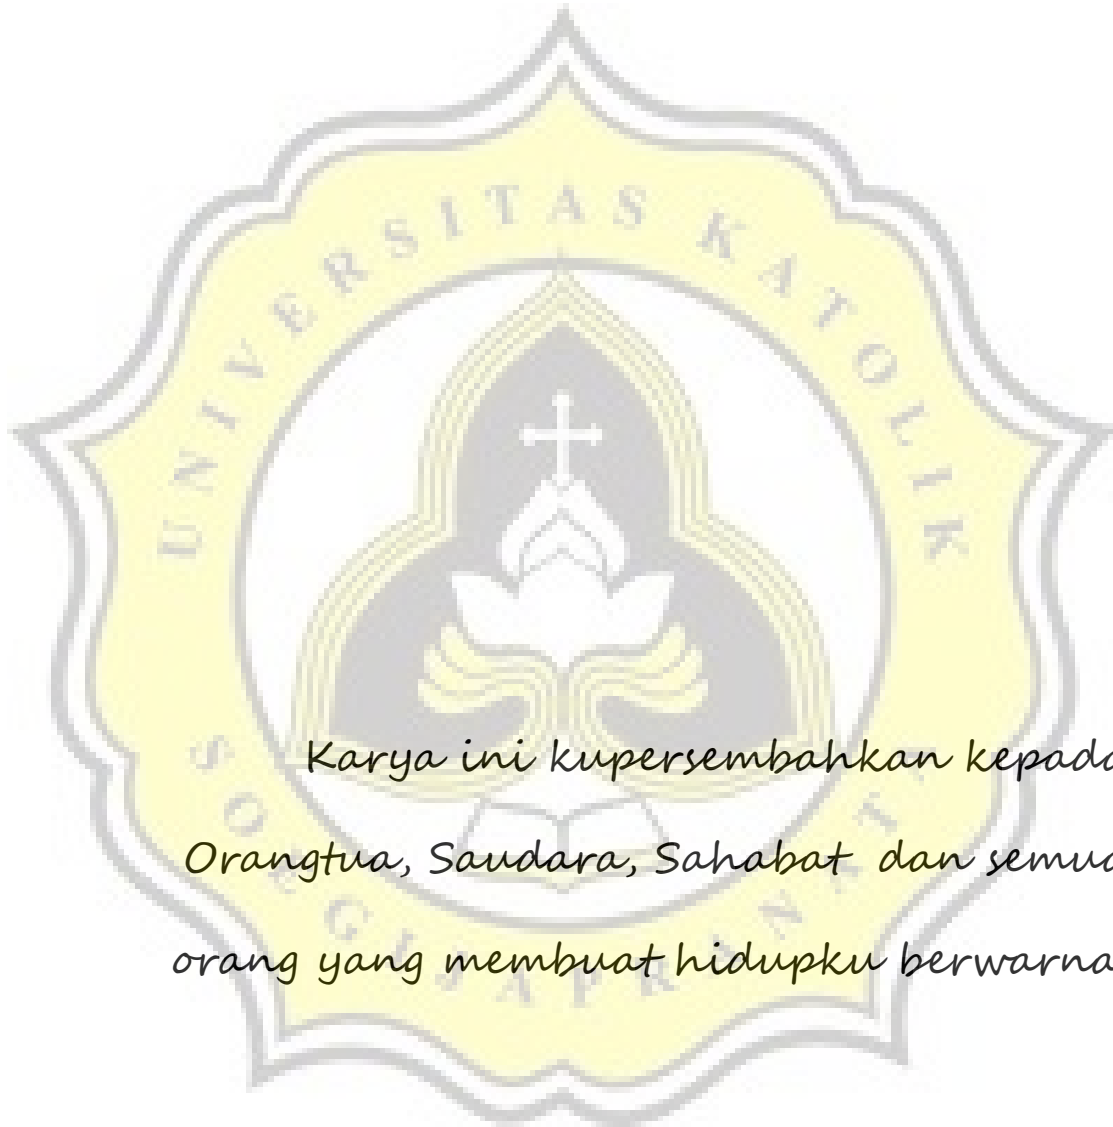 UNIVERSITAS KATOLIK
Karya ini kupersembahkan kepada
Orangtua, Saudara, Sahabat dan semua
orang yang membuat hidupku berwarna
SOEGIJAPRANATA